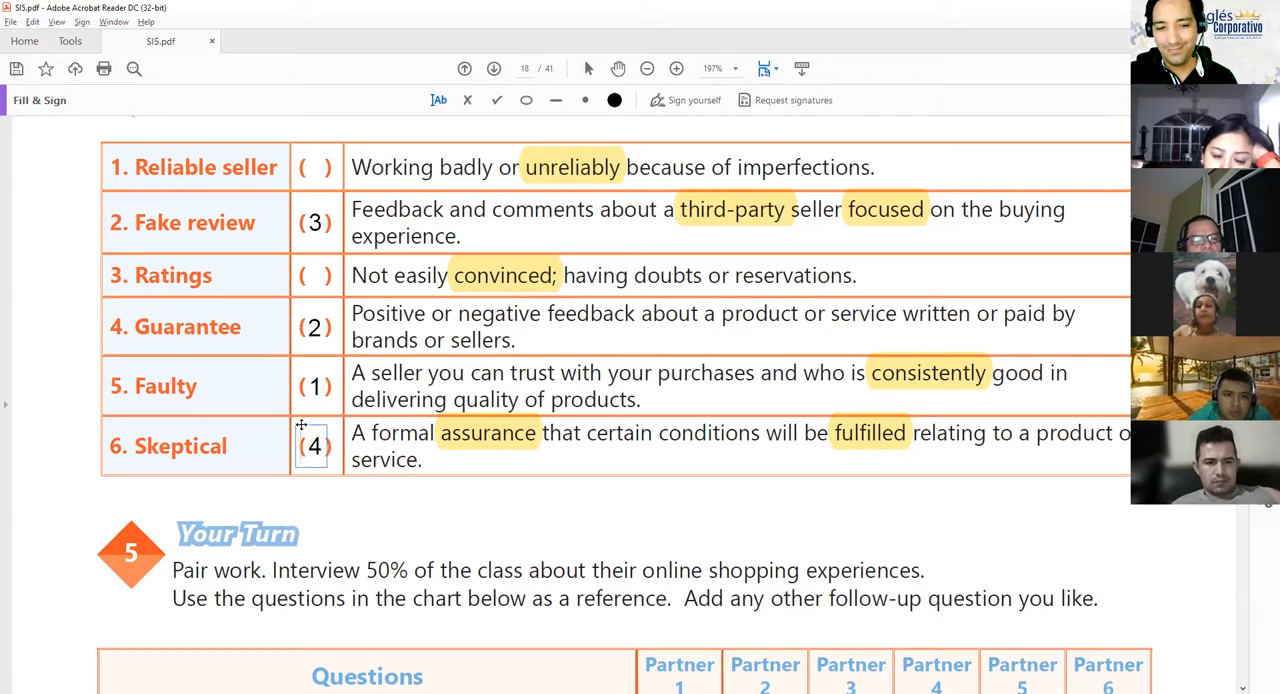 SI5.pdf - Adobe Acrobat Reader DC (32-bit)
File Edit View Sign Window Help
Home Tools SI5.pdf ×
18 / 41 197%
Fill & Sign Ab Sign yourself Request signatures
1. Reliable seller ( ) Working badly or unreliably because of imperfections.
2. Fake review (3) Feedback and comments about a third-party seller focused on the buying
experience.
3. Ratings ( ) Not easily convinced; having doubts or reservations.
4. Guarantee (2) Positive or negative feedback about a product or service written or paid by
brands or sellers.
5. Faulty (1) A seller you can trust with your purchases and who is consistently good in
delivering quality of products.
6. Skeptical (4) A formal assurance that certain conditions will be fulfilled relating to a product o
service.
5 Your Turn
Pair work. Interview 50% of the class about their online shopping experiences.
Use the questions in the chart below as a reference. Add any other follow-up question you like.
Questions Partner Partner Partner Partner Partner Partner
1 2 3 4 5 6
glés
Corporativo